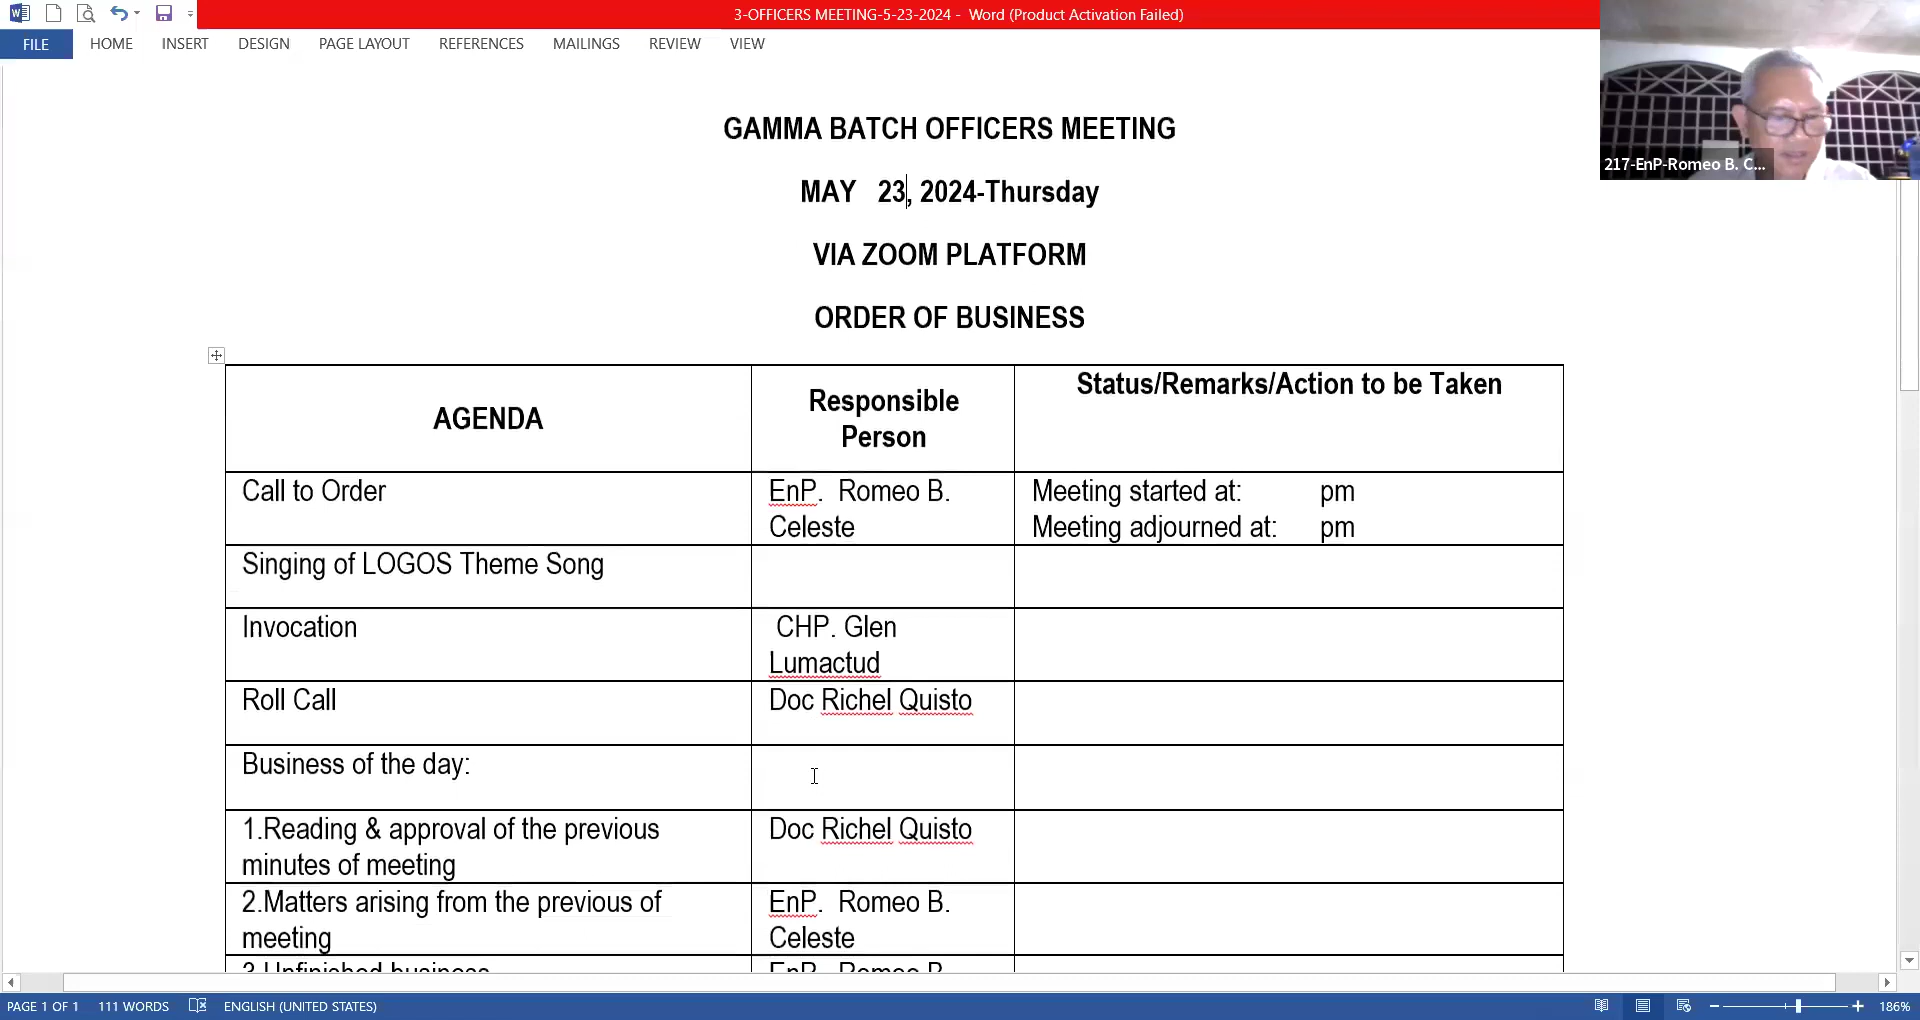 3-OFFICERS MEETING-5-23-2024 - Word (Product Activation Failed)
FILE HOME INSERT DESIGN PAGE LAYOUT REFERENCES MAILINGS REVIEW VIEW
217-EnP-Romeo B. C...
GAMMA BATCH OFFICERS MEETING
MAY 23, 2024-Thursday
VIA ZOOM PLATFORM
ORDER OF BUSINESS
AGENDA
Responsible
Person
Status/Remarks/Action to be Taken
Call to Order
EnP. Romeo B.
Celeste
Meeting started at: pm
Meeting adjourned at: pm
Singing of LOGOS Theme Song
Invocation
CHP. Glen
Lumactud
Roll Call
Doc Richel Quisto
Business of the day:
1.Reading & approval of the previous
minutes of meeting
Doc Richel Quisto
2.Matters arising from the previous of
meeting
EnP. Romeo B.
Celeste
3.Unfinished business
EnP. Romeo B.
PAGE 1 OF 1 111 WORDS ENGLISH (UNITED STATES) 186%